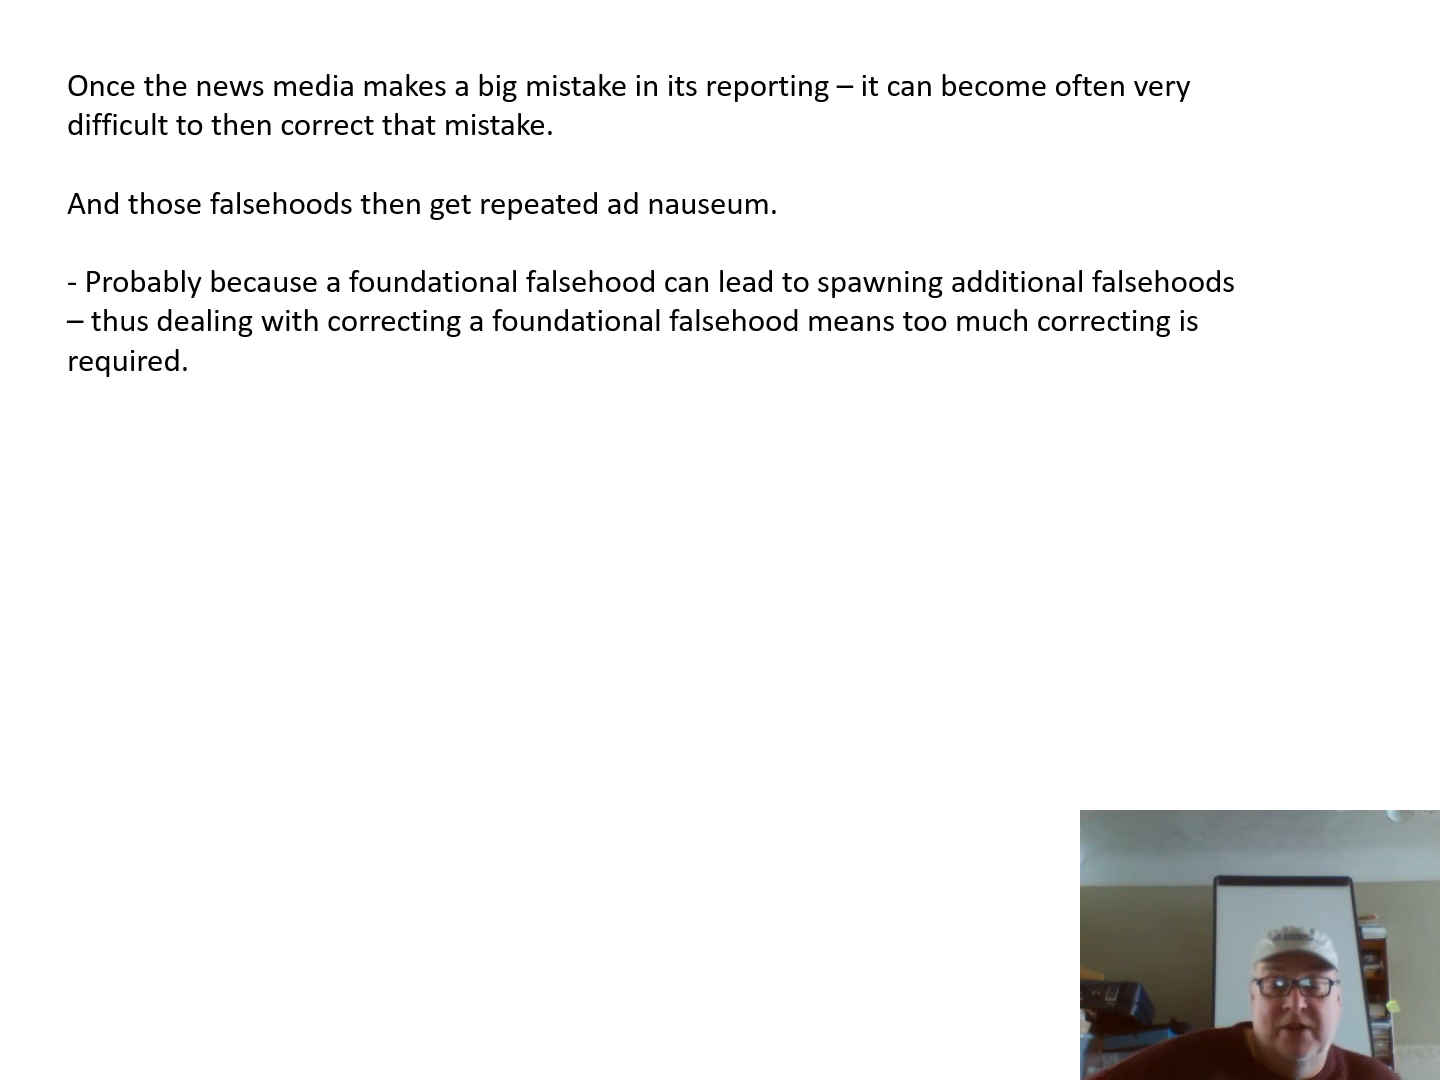 Once the news media makes a big mistake in its reporting – it can become often very
difficult to then correct that mistake.
And those falsehoods then get repeated ad nauseum.
- Probably because a foundational falsehood can lead to spawning additional falsehoods
– thus dealing with correcting a foundational falsehood means too much correcting is
required.